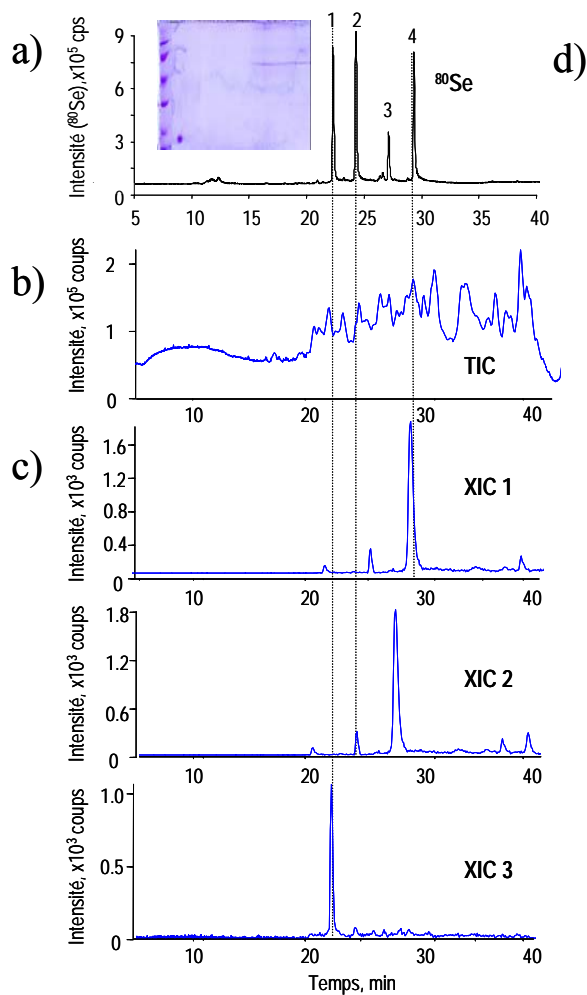 a)
d)
Intensité (⁸⁰Se),x10⁵ cps
9
6
3
0
1 2 3 4
⁸⁰Se
5 10 15 20 25 30 35 40
b)
Intensité, x10⁵ coups
2
1
0
TIC
10 20 30 40
c)
Intensité, x10³ coups
1.6
1.2
0.8
0.4
0
XIC 1
10 20 30 40
Intensité, x10³ coups
1.8
1.2
0.6
0
XIC 2
10 20 30 40
Intensité, x10³ coups
1.0
0.5
0
XIC 3
10 20 30 40
Temps, min